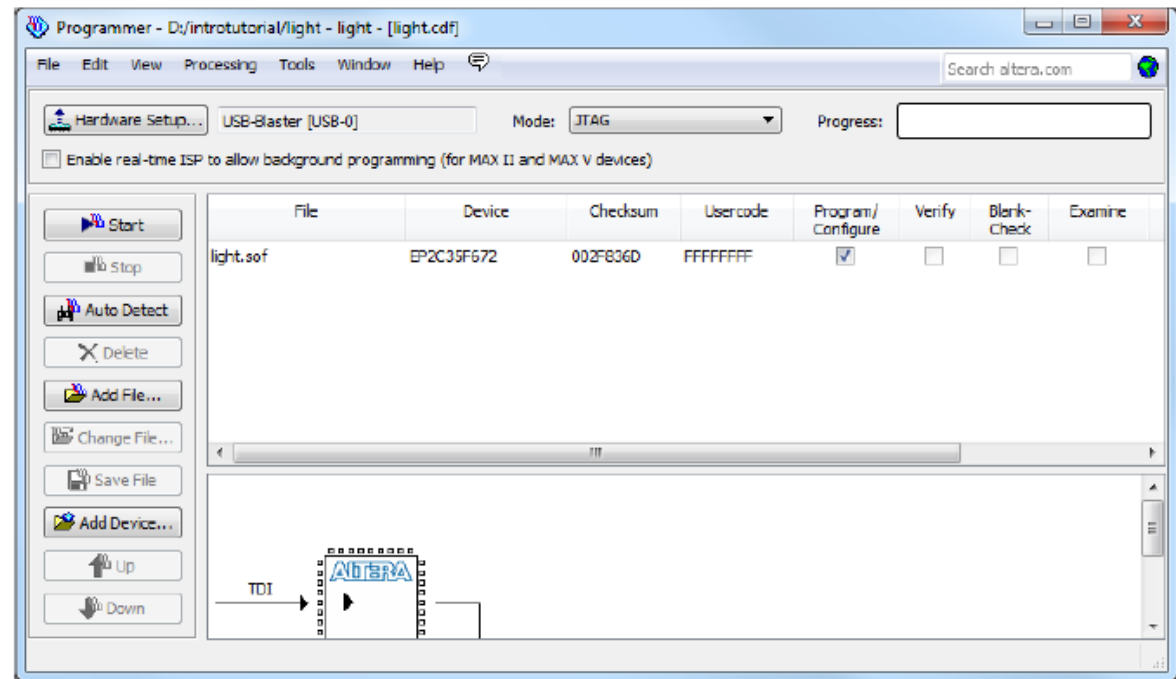 Programmer - D:/introtutorial/light - light - [light.cdf]
File Edit View Processing Tools Window Help
Search altera.com
Hardware Setup... USB-Blaster [USB-0] Mode: JTAG Progress:
Enable real-time ISP to allow background programming (for MAX II and MAX V devices)
Start
Stop
Auto Detect
Delete
Add File...
Change File...
Save File
Add Device...
Up
Down
File Device Checksum Usercode Program/ Configure Verify Blank- Check Examine
light.sof EP2C35F672 002F836D FFFFFFFF
TDI
ALTERA